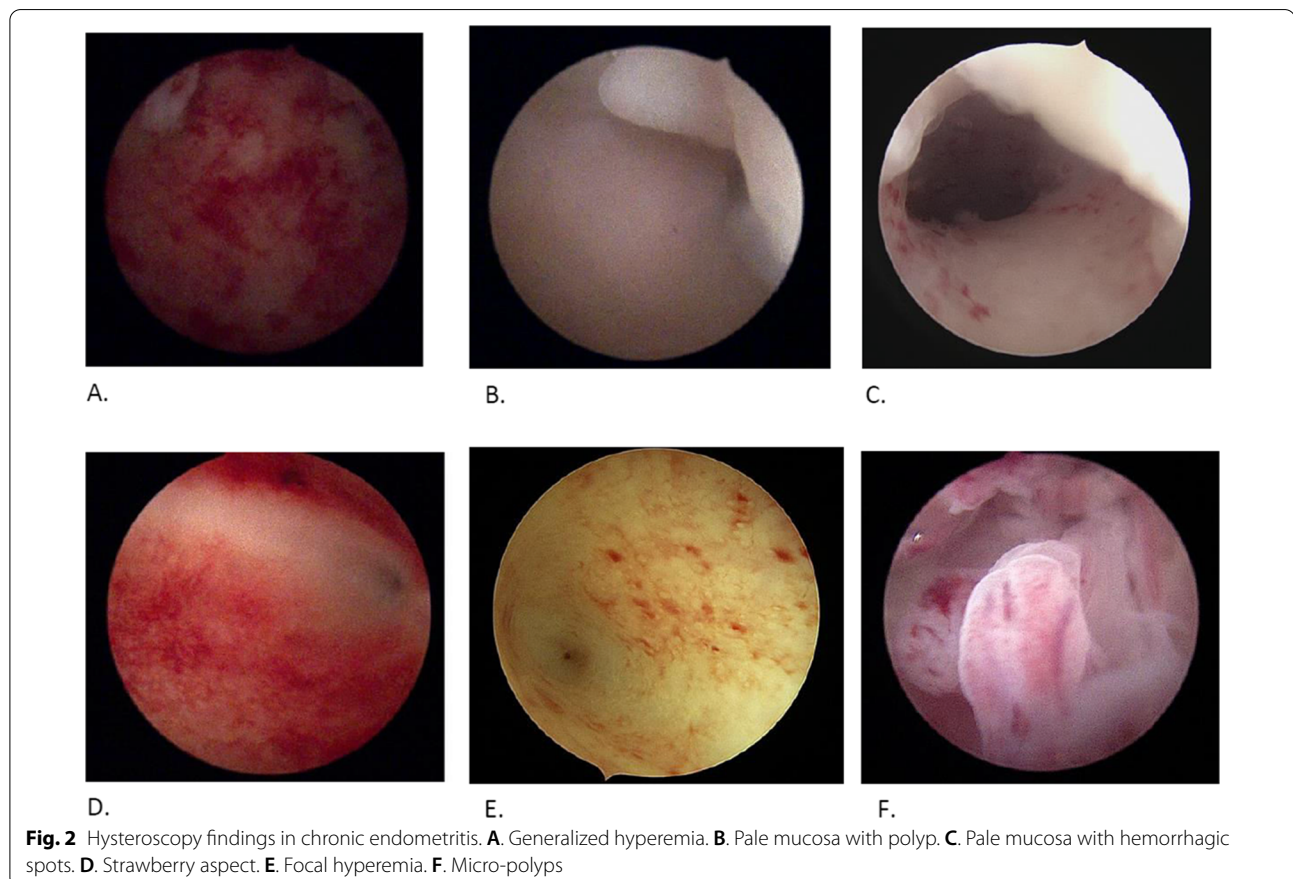 A.
B.
C.
D.
E.
F.
Fig. 2 Hysteroscopy findings in chronic endometritis. A. Generalized hyperemia. B. Pale mucosa with polyp. C. Pale mucosa with hemorrhagic
spots. D. Strawberry aspect. E. Focal hyperemia. F. Micro-polyps